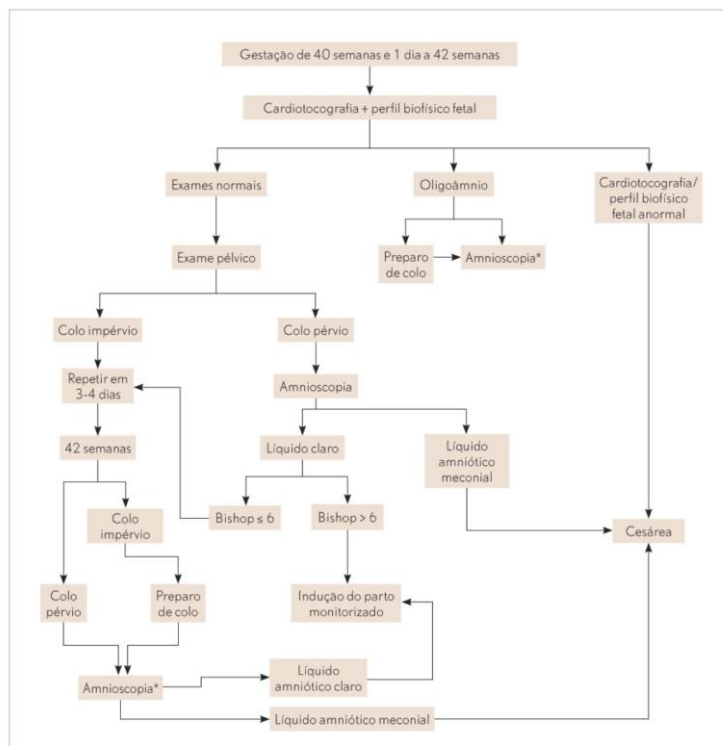 Gestação de 40 semanas e 1 dia a 42 semanas
Cardiotocografia + perfil biofísico fetal
Exames normais
Oligoâmnio
Cardiotocografia/
perfil biofísico
fetal anormal
Exame pélvico
Preparo
de colo
Amnioscopia*
Colo impérvio
Colo pérvio
Repetir em
3-4 dias
Amnioscopia
42 semanas
Líquido claro
Líquido
amniótico
meconial
Colo
impérvio
Bishop ≤ 6
Bishop > 6
Cesárea
Colo
pérvio
Preparo
de colo
Indução do parto
monitorizado
Amnioscopia*
Líquido
amniótico claro
Líquido amniótico meconial